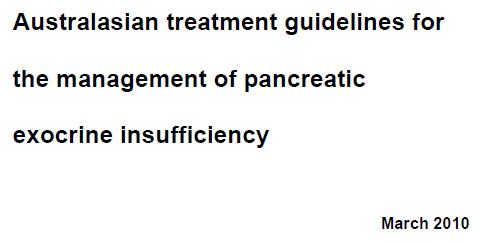 Australasian treatment guidelines for
the management of pancreatic
exocrine insufficiency
March 2010